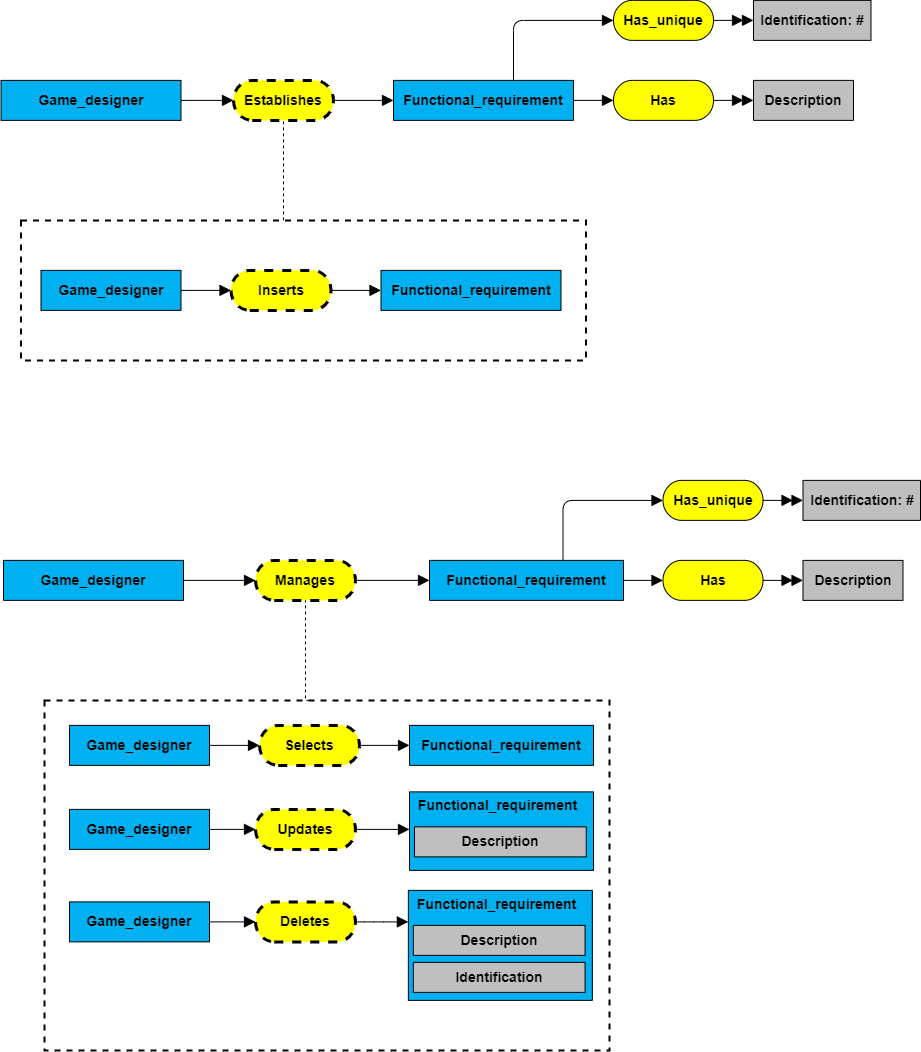 Has_unique
Identification: #
Game_designer
Establishes
Functional_requirement
Has
Description
Game_designer
Inserts
Functional_requirement
Has_unique
Identification: #
Game_designer
Manages
Functional_requirement
Has
Description
Game_designer
Selects
Functional_requirement
Game_designer
Updates
Functional_requirement
Description
Game_designer
Deletes
Functional_requirement
Description
Identification